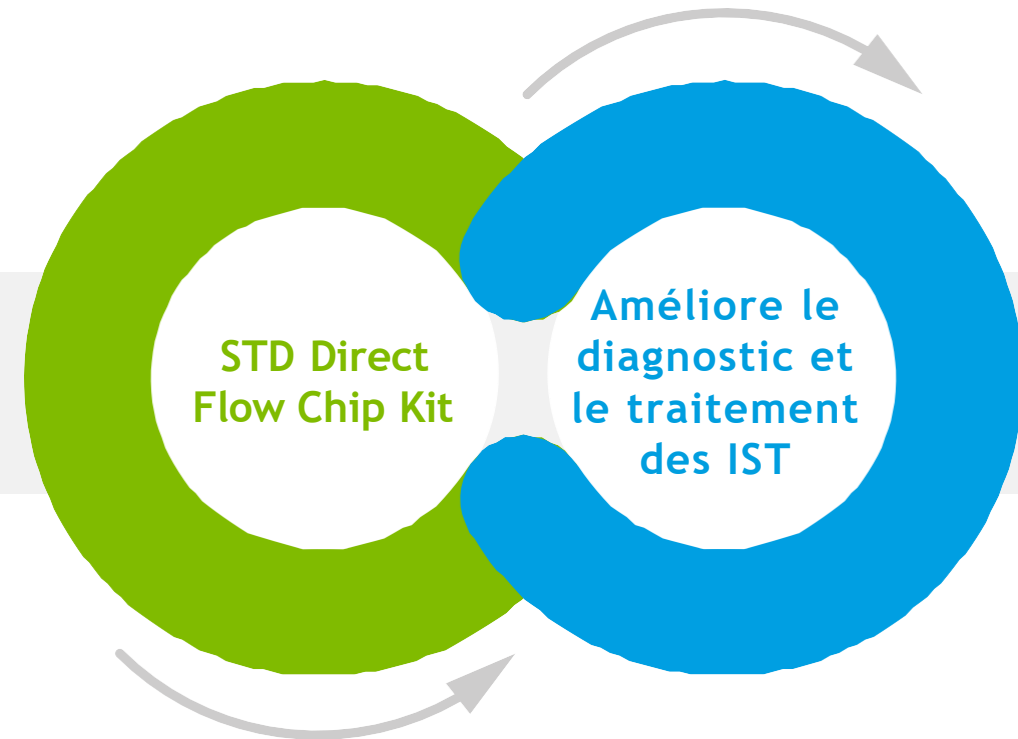 STD Direct
Flow Chip Kit
Améliore le
diagnostic et
le traitement
des IST